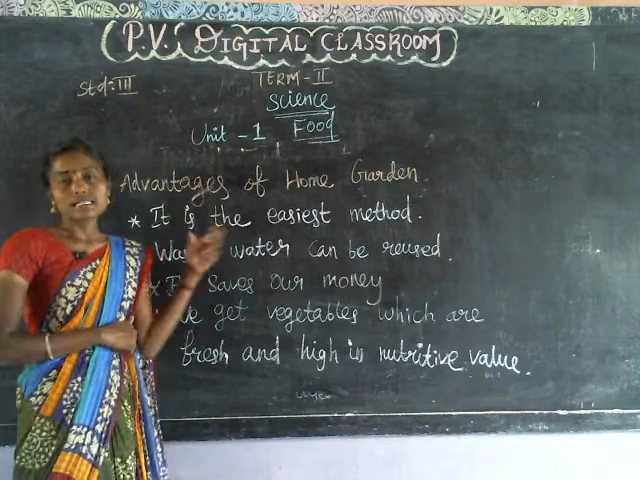 P.V. DIGITAL CLASSROOM
TERM - II
Std: III
Science
Unit - 1 Food
Advantages of Home Garden.
* It is the easiest method.
water can be reused.
* saves our money
get vegetables which are
fresh and high in nutritive value.